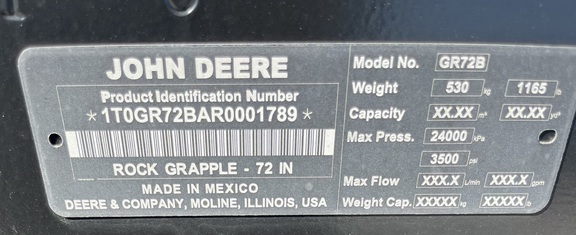 JOHN DEERE
Product Identification Number
*1T0GR72BAR0001789*
ROCK GRAPPLE - 72 IN
MADE IN MEXICO
DEERE & COMPANY, MOLINE, ILLINOIS, USA
Model No. GR72B
Weight 530 kg 1165 lb
Capacity XX.XX m³ XX.XX yd³
Max Press. 24000 kPa
3500 psi
Max Flow XXX.X L/min XXX.X gpm
Weight Cap. XXXXX kg XXXXX lb